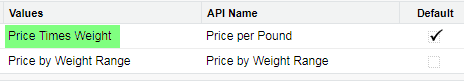 Values API Name Default
Price Times Weight Price per Pound
Price by Weight Range Price by Weight Range